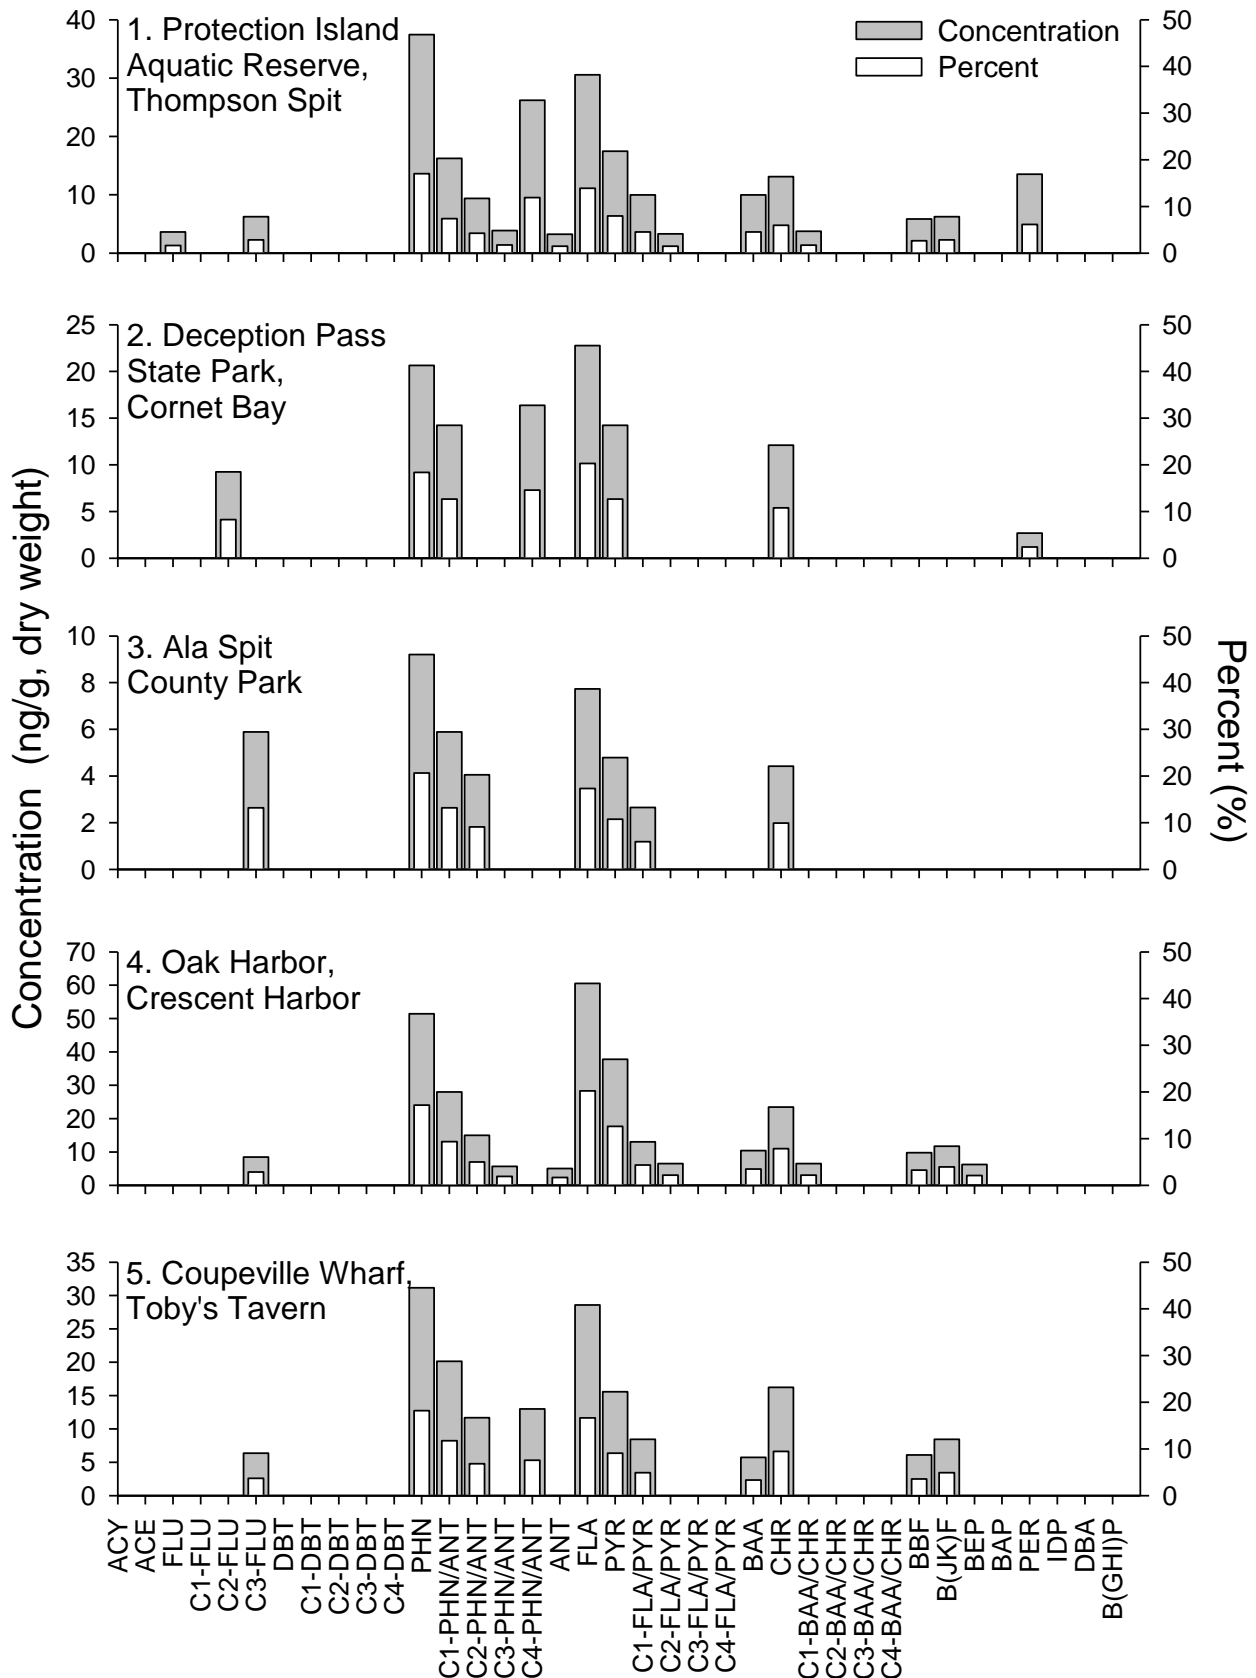 1. Protection Island
Aquatic Reserve,
Thompson Spit
Concentration
Percent
40
30
20
10
0
50
40
30
20
10
0
2. Deception Pass
State Park,
Cornet Bay
25
20
15
10
5
0
50
40
30
20
10
0
3. Ala Spit
County Park
10
8
6
4
2
0
50
40
30
20
10
0
4. Oak Harbor,
Crescent Harbor
70
60
50
40
30
20
10
0
50
40
30
20
10
0
5. Coupeville Wharf,
Toby's Tavern
35
30
25
20
15
10
5
0
50
40
30
20
10
0
Concentration (ng/g, dry weight)
Percent (%)
ACY
ACE
FLU
C1-FLU
C2-FLU
C3-FLU
DBT
C1-DBT
C2-DBT
C3-DBT
C4-DBT
PHN
C1-PHN/ANT
C2-PHN/ANT
C3-PHN/ANT
C4-PHN/ANT
ANT
FLA
PYR
C1-FLA/PYR
C2-FLA/PYR
C3-FLA/PYR
C4-FLA/PYR
BAA
CHR
C1-BAA/CHR
C2-BAA/CHR
C3-BAA/CHR
C4-BAA/CHR
BBF
B(JK)F
BEP
BAP
PER
IDP
DBA
B(GHI)P